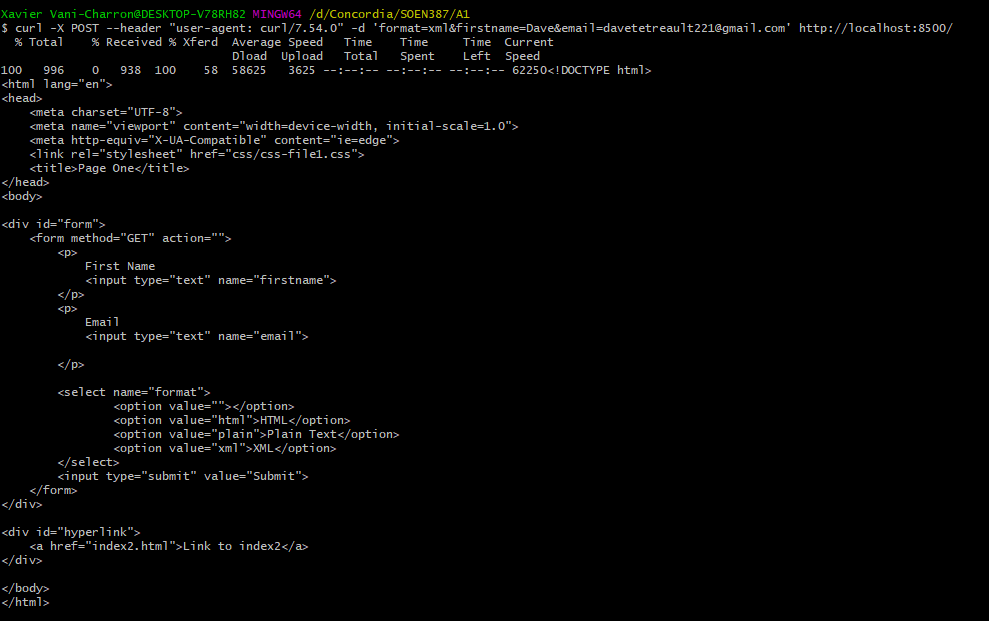 Xavier Vani-Charron@DESKTOP-V78RH82 MINGW64 /d/Concordia/SOEN387/A1
$ curl -X POST --header "user-agent: curl/7.54.0" -d 'format=xml&firstname=Dave&email=davetetreault221@gmail.com' http://localhost:8500/
  % Total    % Received % Xferd  Average Speed   Time    Time     Time  Current
                                 Dload  Upload   Total   Spent    Left  Speed
100   996    0   938  100    58  58625   3625 --:--:-- --:--:-- --:--:-- 62250<!DOCTYPE html>
<html lang="en">
<head>
    <meta charset="UTF-8">
    <meta name="viewport" content="width=device-width, initial-scale=1.0">
    <meta http-equiv="X-UA-Compatible" content="ie=edge">
    <link rel="stylesheet" href="css/css-file1.css">
    <title>Page One</title>
</head>
<body>

<div id="form">
    <form method="GET" action="">
        <p>
            First Name
            <input type="text" name="firstname">
        </p>
        <p>
            Email
            <input type="text" name="email">

        </p>

        <select name="format">
                <option value=""></option>
                <option value="html">HTML</option>
                <option value="plain">Plain Text</option>
                <option value="xml">XML</option>
        </select>
        <input type="submit" value="Submit">
    </form>
</div>

<div id="hyperlink">
    <a href="index2.html">Link to index2</a>
</div>

</body>
</html>